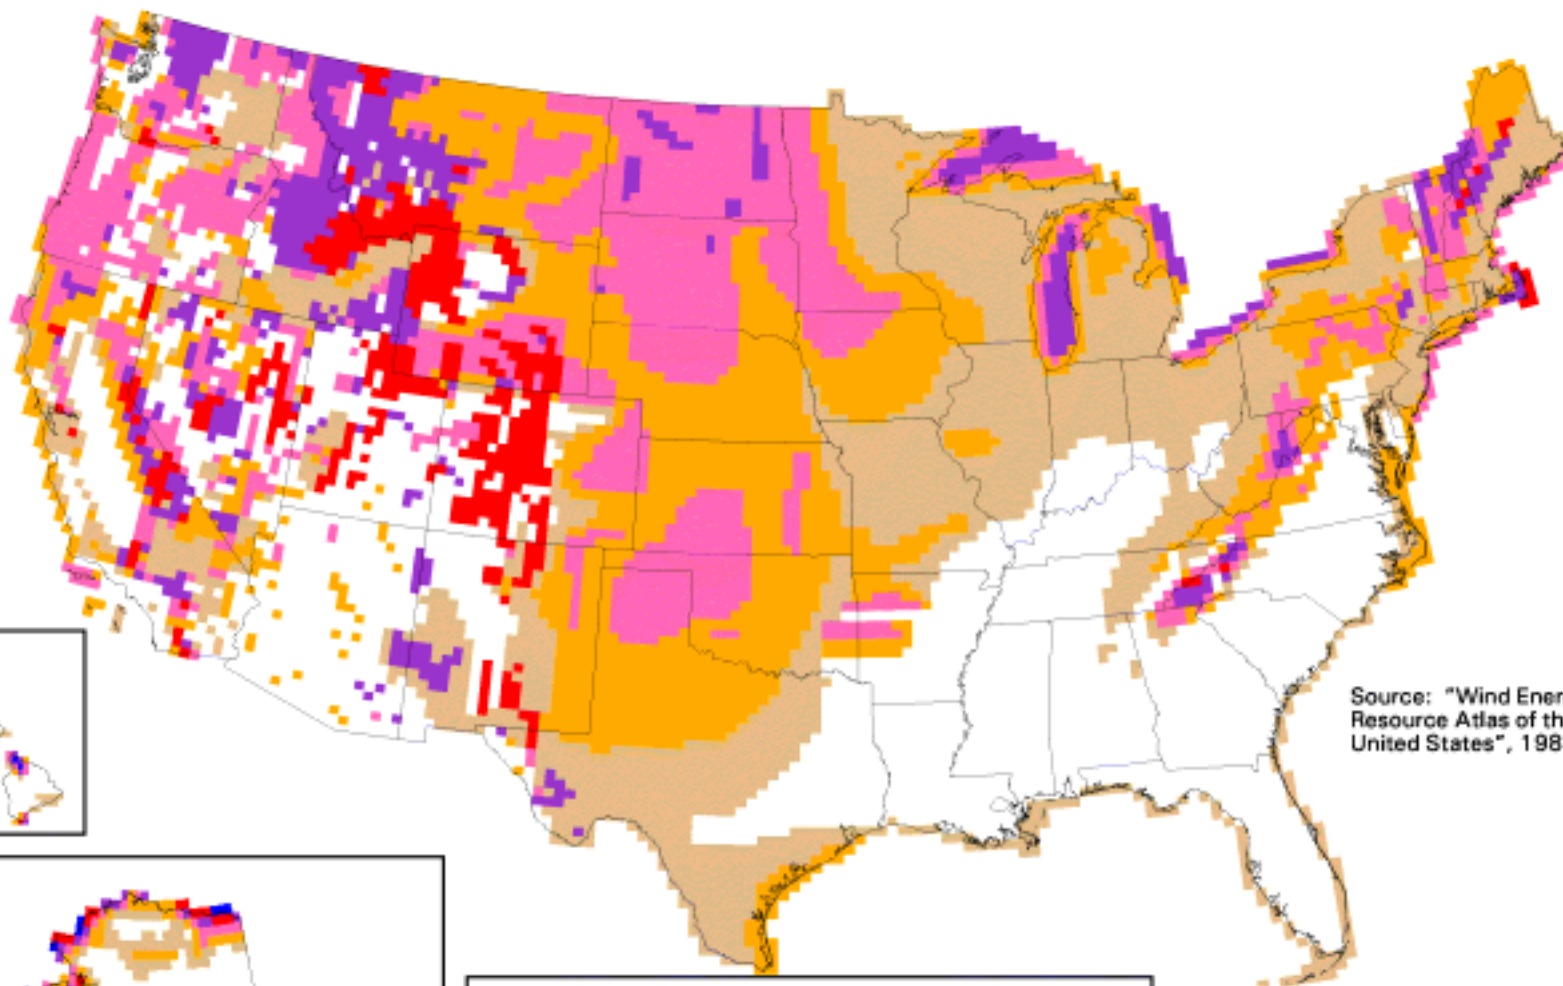 Source: "Wind Ener
Resource Atlas of th
United States", 198